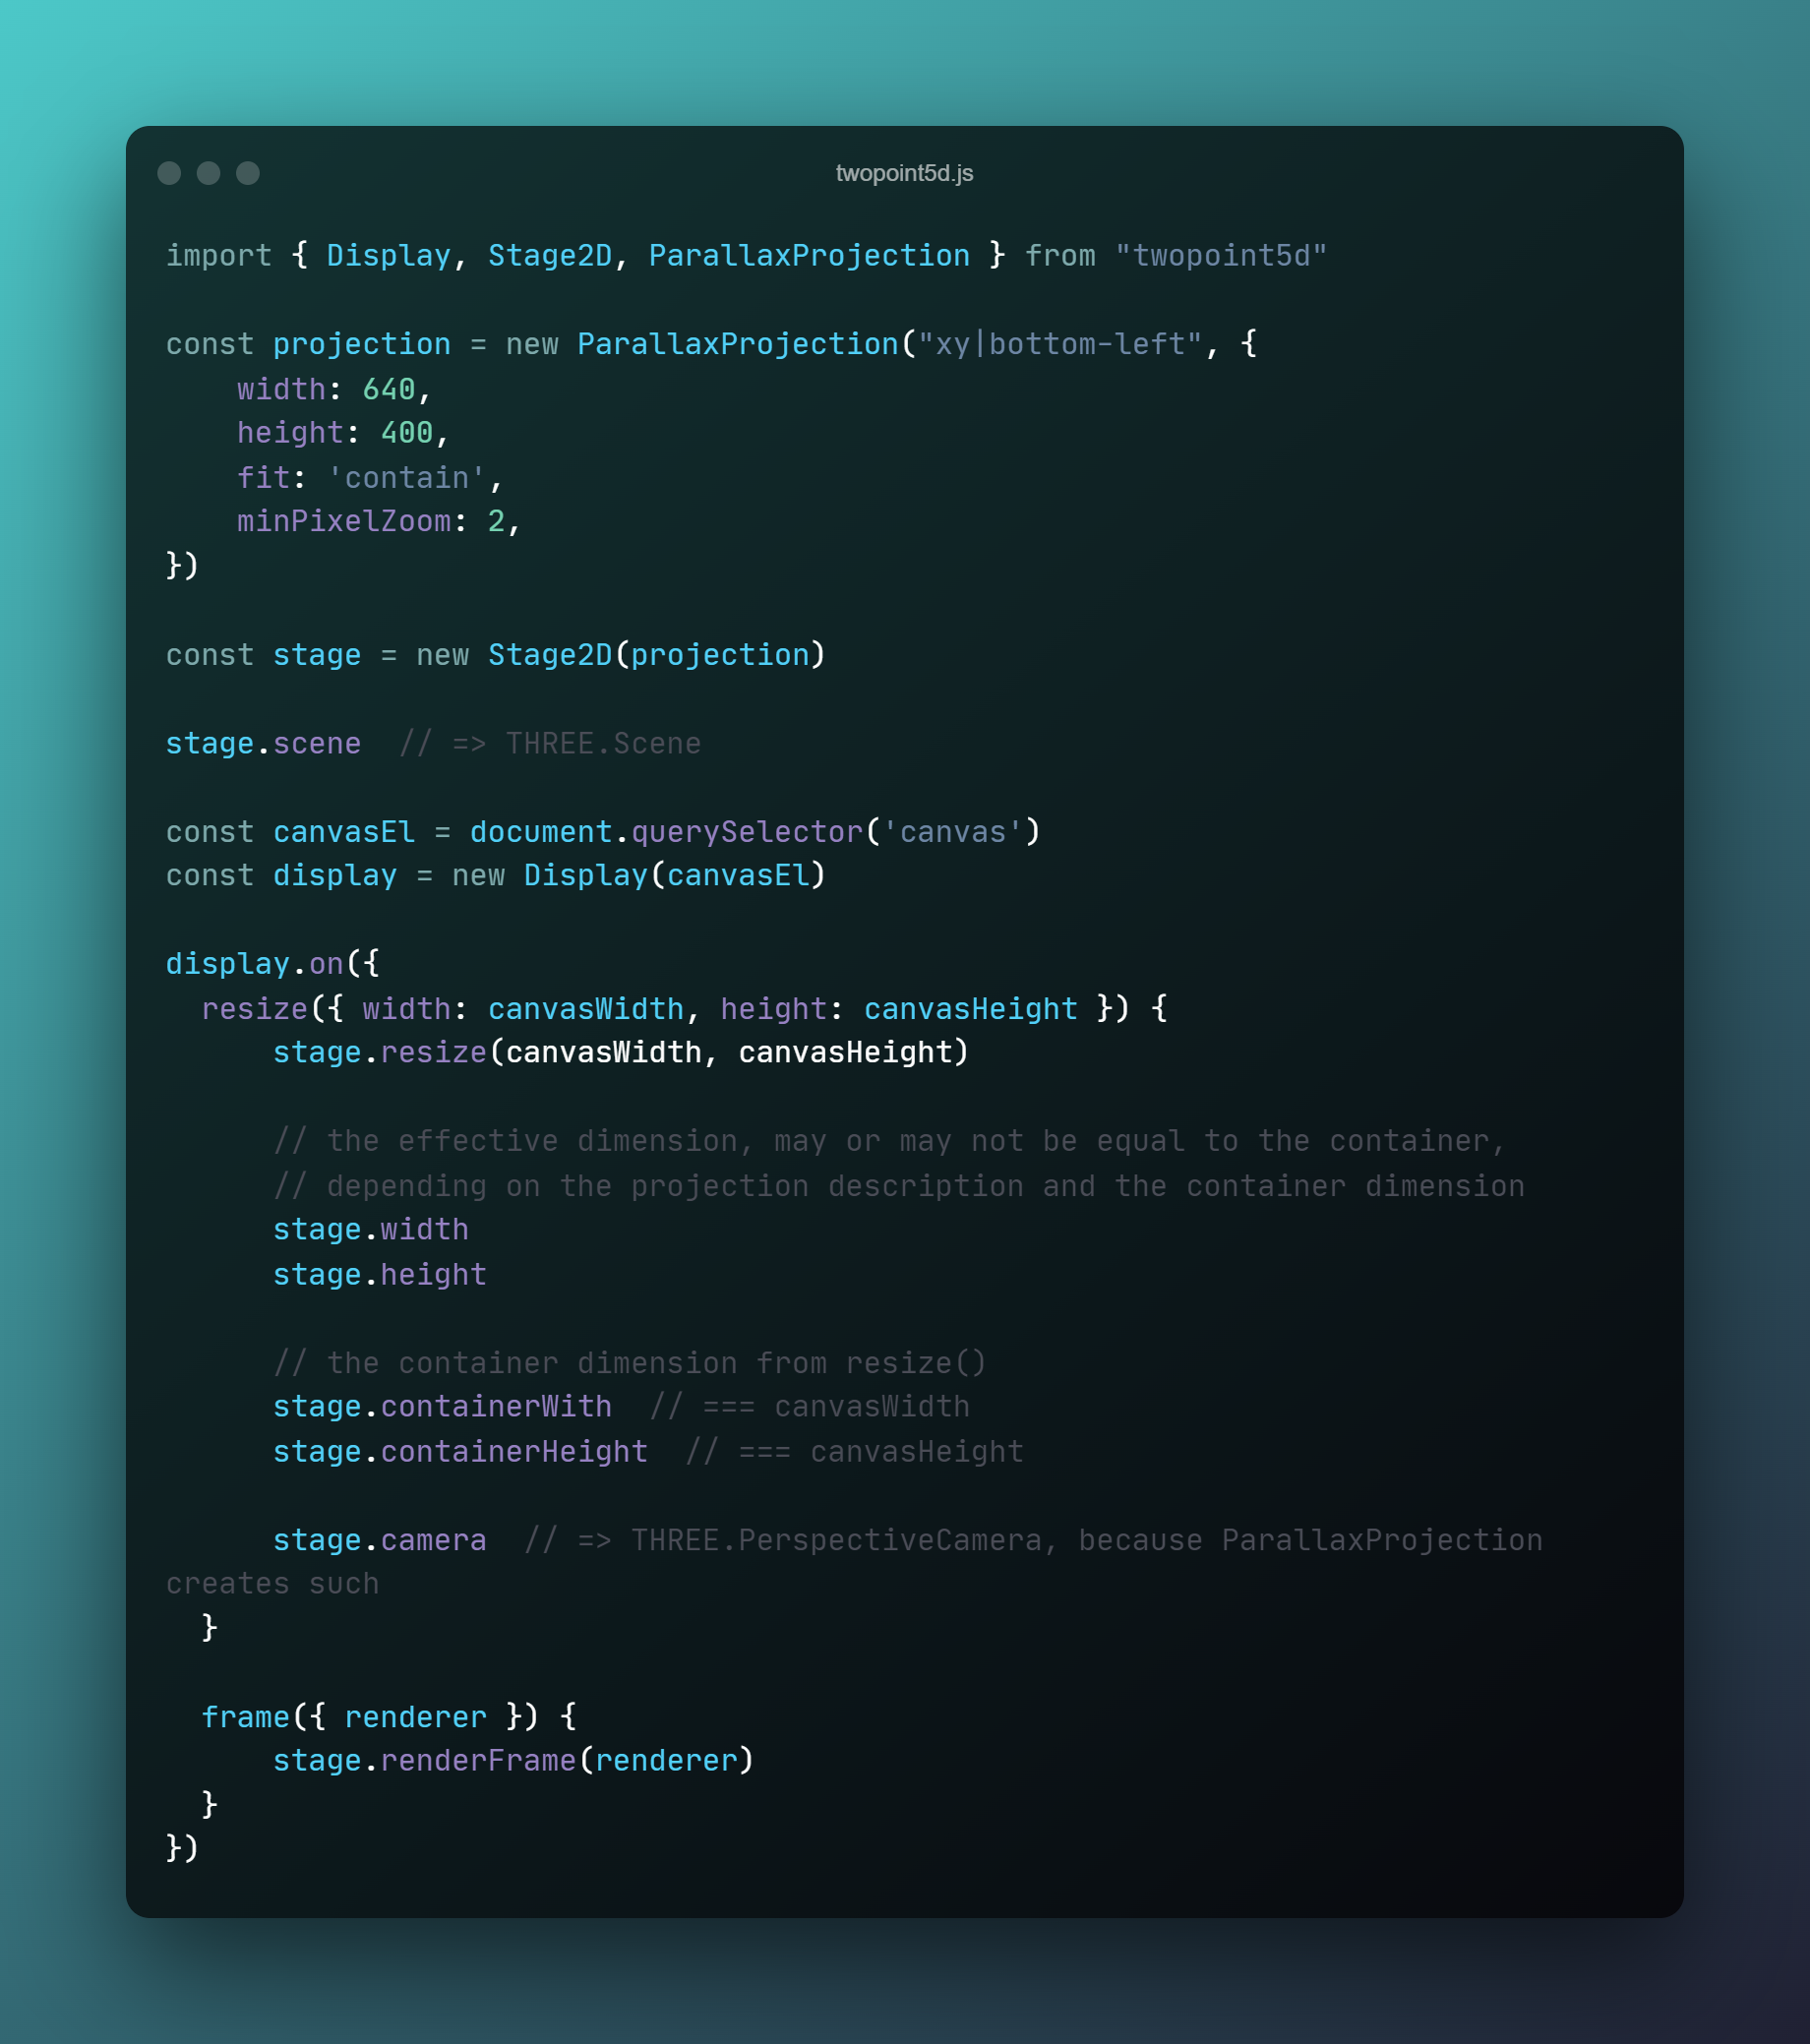 twopoint5d.js
import { Display, Stage2D, ParallaxProjection } from "twopoint5d"
const projection = new ParallaxProjection("xy|bottom-left", {
    width: 640,
    height: 400,
    fit: 'contain',
    minPixelZoom: 2,
})
const stage = new Stage2D(projection)
stage.scene  // => THREE.Scene
const canvasEl = document.querySelector('canvas')
const display = new Display(canvasEl)
display.on({
  resize({ width: canvasWidth, height: canvasHeight }) {
      stage.resize(canvasWidth, canvasHeight)
      // the effective dimension, may or may not be equal to the container,
      // depending on the projection description and the container dimension
      stage.width
      stage.height
      // the container dimension from resize()
      stage.containerWith  // === canvasWidth
      stage.containerHeight  // === canvasHeight
      stage.camera  // => THREE.PerspectiveCamera, because ParallaxProjection
creates such
  }
  frame({ renderer }) {
      stage.renderFrame(renderer)
  }
})